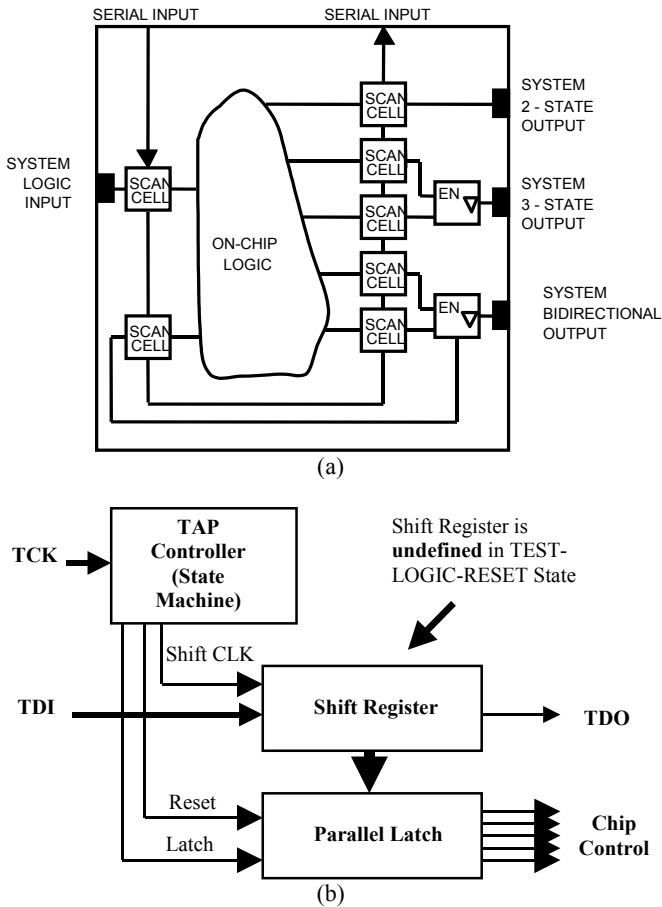 SERIAL INPUT
SERIAL INPUT
SCAN
CELL
SYSTEM
2 - STATE
OUTPUT
SYSTEM
LOGIC
INPUT
SCAN
CELL
SCAN
CELL
EN
SYSTEM
3 - STATE
OUTPUT
SCAN
CELL
ON-CHIP
LOGIC
SCAN
CELL
EN
SYSTEM
BIDIRECTIONAL
OUTPUT
SCAN
CELL
SCAN
CELL
(a)
TCK
TAP
Controller
(State
Machine)
Shift Register is
undefined in TEST-
LOGIC-RESET State
Shift CLK
TDI
Shift Register
TDO
Reset
Latch
Parallel Latch
Chip
Control
(b)